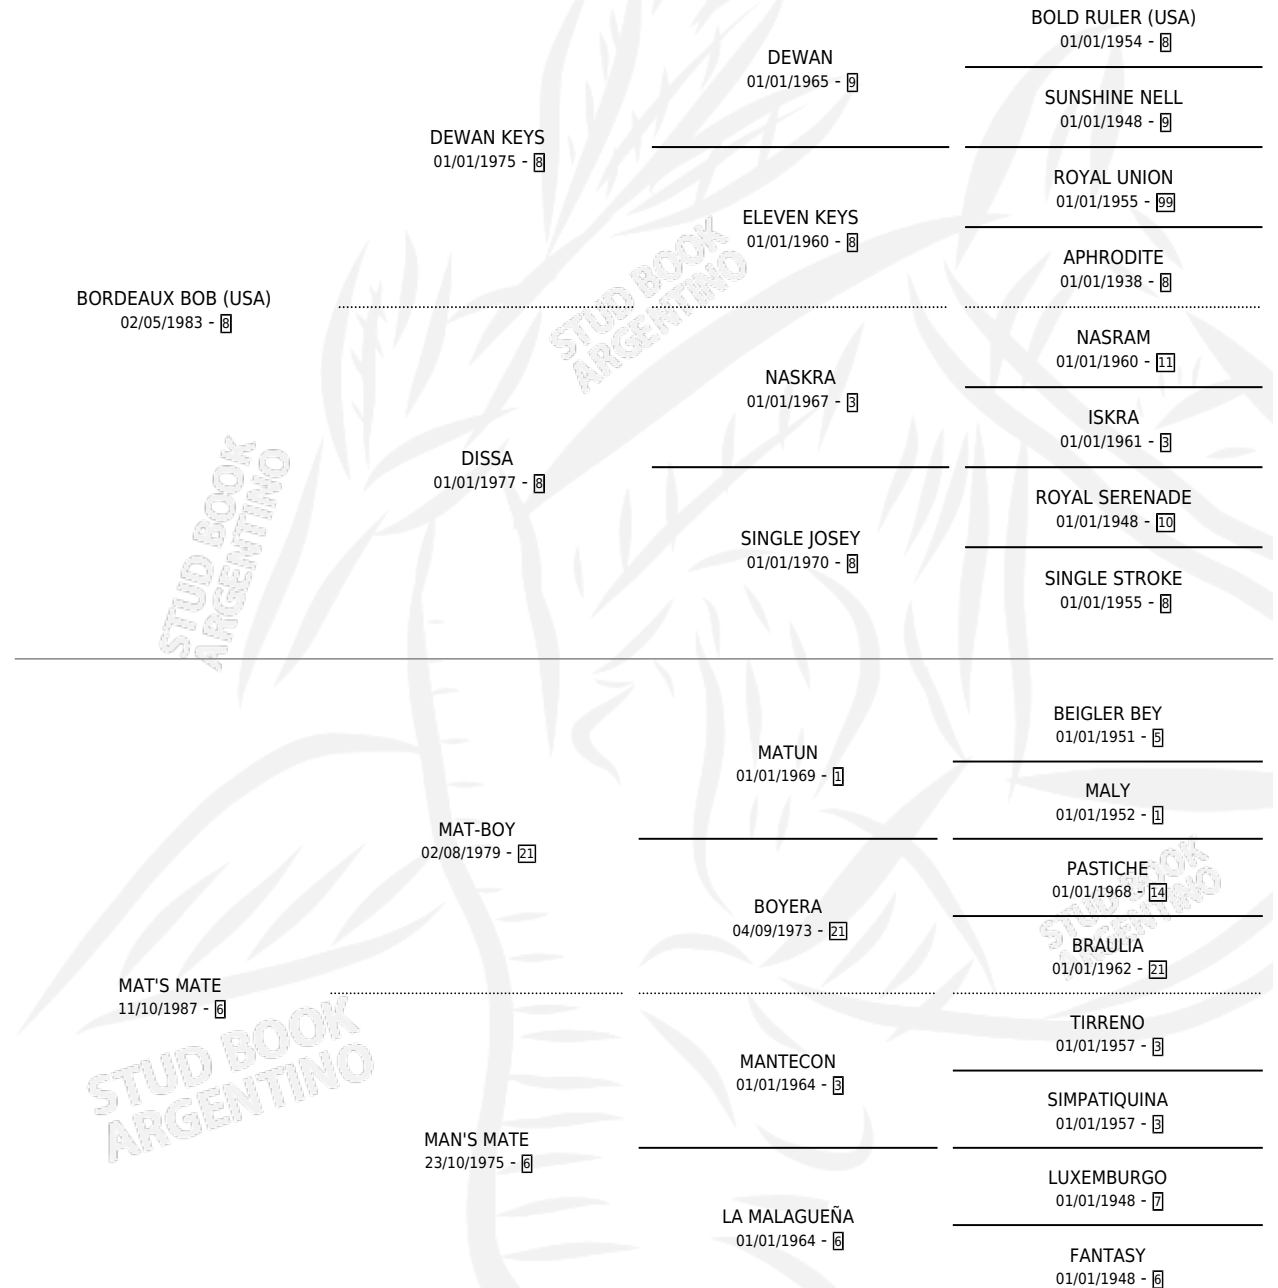 BOLD RULER (USA)
01/01/1954 - 8
DEWAN
01/01/1965 - 9
SUNSHINE NELL
01/01/1948 - 9
DEWAN KEYS
01/01/1975 - 8
ROYAL UNION
01/01/1955 - 99
ELEVEN KEYS
01/01/1960 - 8
APHRODITE
01/01/1938 - 8
BORDEAUX BOB (USA)
02/05/1983 - 8
STUD BOOK
ARGENTINO
NASRAM
01/01/1960 - 11
NASKRA
01/01/1967 - 3
ISKRA
01/01/1961 - 3
DISSA
01/01/1977 - 8
ROYAL SERENADE
01/01/1948 - 10
SINGLE JOSEY
01/01/1970 - 8
SINGLE STROKE
01/01/1955 - 8
STUD BOOK
ARGENTINO
BEIGLER BEY
01/01/1951 - 5
MATUN
01/01/1969 - 1
MALY
01/01/1952 - 1
MAT-BOY
02/08/1979 - 21
PASTICHE
01/01/1968 - 14
BOYERA
04/09/1973 - 21
BRAULIA
01/01/1962 - 21
STUD BOOK
ARGENTINO
MAT'S MATE
11/10/1987 - 6
TIRRENO
01/01/1957 - 3
MANTECON
01/01/1964 - 3
SIMPATIQUINA
01/01/1957 - 3
STUD BOOK
ARGENTINO
MAN'S MATE
23/10/1975 - 6
LUXEMBURGO
01/01/1948 - 7
LA MALAGUEÑA
01/01/1964 - 6
FANTASY
01/01/1948 - 6